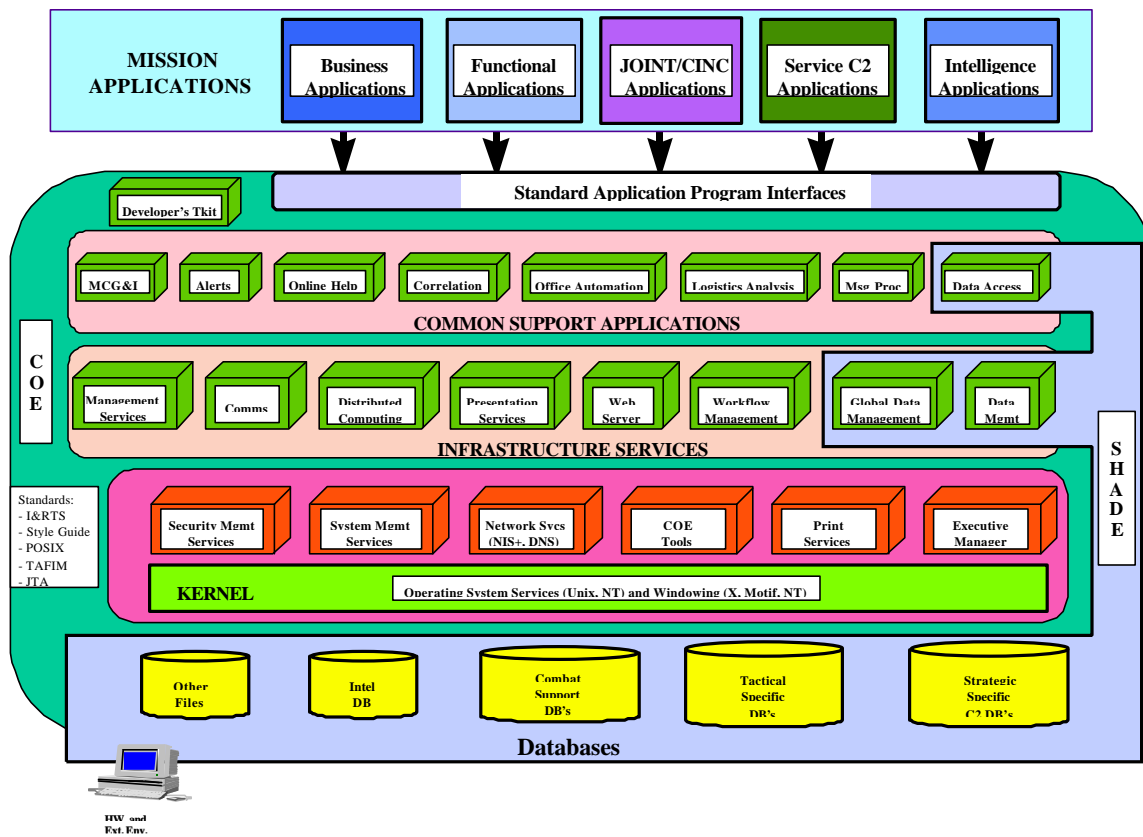 MISSION
APPLICATIONS
Business
Applications
Functional
Applications
JOINT/CINC
Applications
Service C2
Applications
Intelligence
Applications
Standard Application Program Interfaces
Developer's Tkit
MCG&I
Alerts
Online Help
Correlation
Office Automation
Logistics Analysis
Msg Proc
Data Access
COMMON SUPPORT APPLICATIONS
C
O
E
Management
Services
Comms
Distributed
Computing
Presentation
Services
Web
Server
Workflow
Management
Global Data
Management
Data
Mgmt
INFRASTRUCTURE SERVICES
S
H
A
D
E
Standards:
- I&RTS
- Style Guide
- POSIX
- TAFIM
- JTA
Security Mgmt
Services
System Mgmt
Services
Network Svcs
(NIS+, DNS)
COE
Tools
Print
Services
Executive
Manager
KERNEL
Operating System Services (Unix, NT) and Windowing (X, Motif, NT)
Other
Files
Intel
DB
Combat
Support
DB's
Tactical
Specific
DB's
Strategic
Specific
C2 DB's
Databases
HW and
Ext. Env.